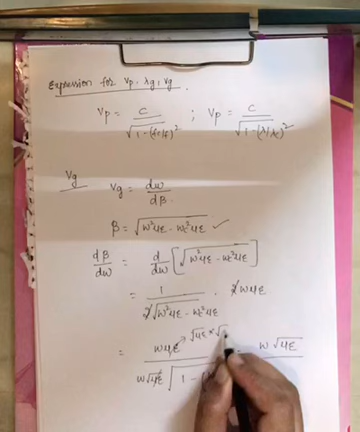 Expression for Vp, λg, Vg.
Vp = C / √(1-(fc/f)²) ; Vp = C / √(1-(λ/λc)²)
Vg
Vg = dω / dβ
β = √(ω²με - ωc²με) ✓
dβ/dω = d/dω [√(ω²με - ωc²με)]
= 1 / 2√(ω²με - ωc²με) · 2ωμε
= ωμε √με × √
ω√με √(1 - ω√με